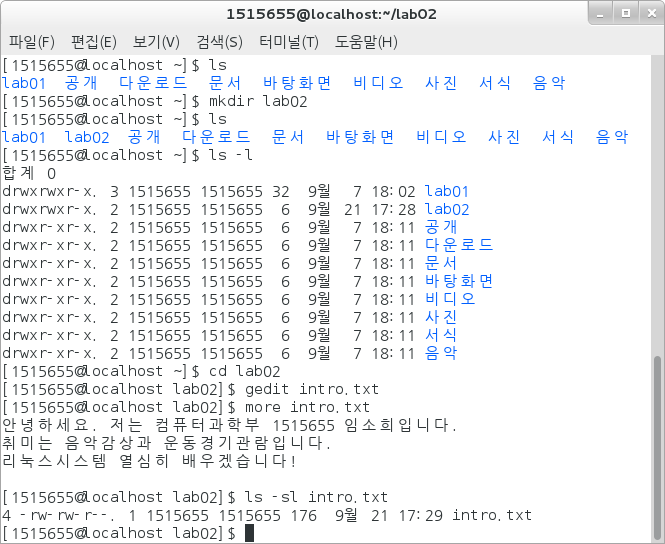 1515655@localhost:~/lab02
파일(F) 편집(E) 보기(V) 검색(S) 터미널(T) 도움말(H)
[1515655@localhost ~]$ ls
lab01 공개 다운로드 문서 바탕화면 비디오 사진 서식 음악
[1515655@localhost ~]$ mkdir lab02
[1515655@localhost ~]$ ls
lab01 lab02 공개 다운로드 문서 바탕화면 비디오 사진 서식 음악
[1515655@localhost ~]$ ls -l
합계 0
drwxrwxr-x. 3 1515655 1515655 32 9월 7 18:02 lab01
drwxrwxr-x. 2 1515655 1515655 6 9월 21 17:28 lab02
drwxr-xr-x. 2 1515655 1515655 6 9월 7 18:11 공개
drwxr-xr-x. 2 1515655 1515655 6 9월 7 18:11 다운로드
drwxr-xr-x. 2 1515655 1515655 6 9월 7 18:11 문서
drwxr-xr-x. 2 1515655 1515655 6 9월 7 18:11 바탕화면
drwxr-xr-x. 2 1515655 1515655 6 9월 7 18:11 비디오
drwxr-xr-x. 2 1515655 1515655 6 9월 7 18:11 사진
drwxr-xr-x. 2 1515655 1515655 6 9월 7 18:11 서식
drwxr-xr-x. 2 1515655 1515655 6 9월 7 18:11 음악
[1515655@localhost ~]$ cd lab02
[1515655@localhost lab02]$ gedit intro.txt
[1515655@localhost lab02]$ more intro.txt
안녕하세요. 저는 컴퓨터과학부 1515655 임소희입니다.
취미는 음악감상과 운동경기관람입니다.
리눅스시스템 열심히 배우겠습니다!
[1515655@localhost lab02]$ ls -sl intro.txt
4 -rw-rw-r--. 1 1515655 1515655 176 9월 21 17:29 intro.txt
[1515655@localhost lab02]$